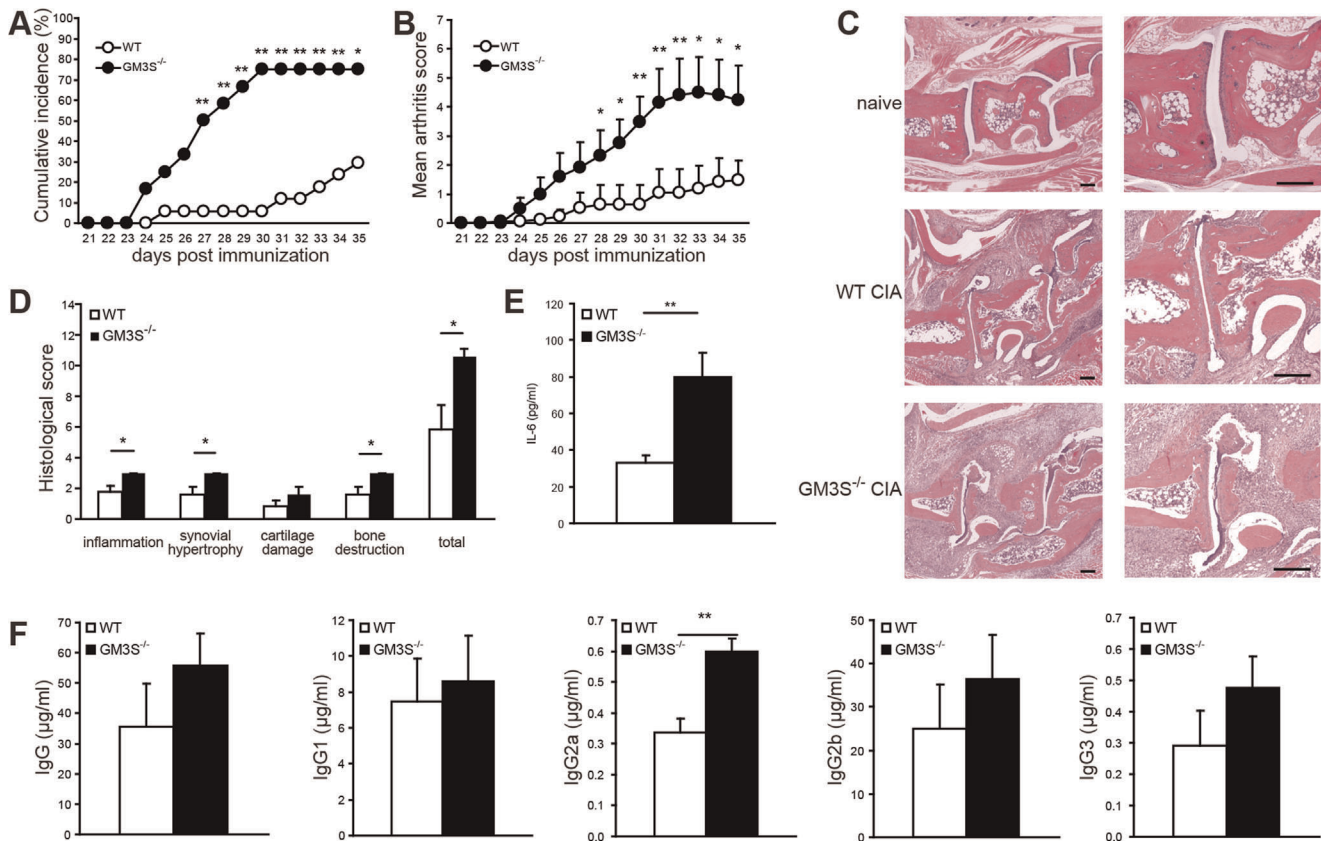 A
Cumulative incidence (%)
WT
GM3S-/-
** ** ** ** ** ** ** ** *
100
90
80
70
60
50
40
30
20
10
0
21 22 23 24 25 26 27 28 29 30 31 32 33 34 35
days post immunization
B
Mean arthritis score
WT
GM3S-/-
* * ** ** ** * * *
7
6
5
4
3
2
1
0
21 22 23 24 25 26 27 28 29 30 31 32 33 34 35
days post immunization
C
naive
WT CIA
GM3S-/- CIA
D
Histological score
WT
GM3S-/-
14
12
10
8
6
4
2
0
* * * *
inflammation
synovial
hypertrophy
cartilage
damage
bone
destruction
total
E
IL-6 (pg/ml)
WT
GM3S-/-
**
120
100
80
60
40
20
0
F
IgG (µg/ml)
WT
GM3S-/-
70
60
50
40
30
20
10
0
IgG1 (µg/ml)
WT
GM3S-/-
12
10
8
6
4
2
0
IgG2a (µg/ml)
WT
GM3S-/-
**
0.7
0.6
0.5
0.4
0.3
0.2
0.1
0.0
IgG2b (µg/ml)
WT
GM3S-/-
50
40
30
20
10
0
IgG3 (µg/ml)
WT
GM3S-/-
0.7
0.6
0.5
0.4
0.3
0.2
0.1
0.0